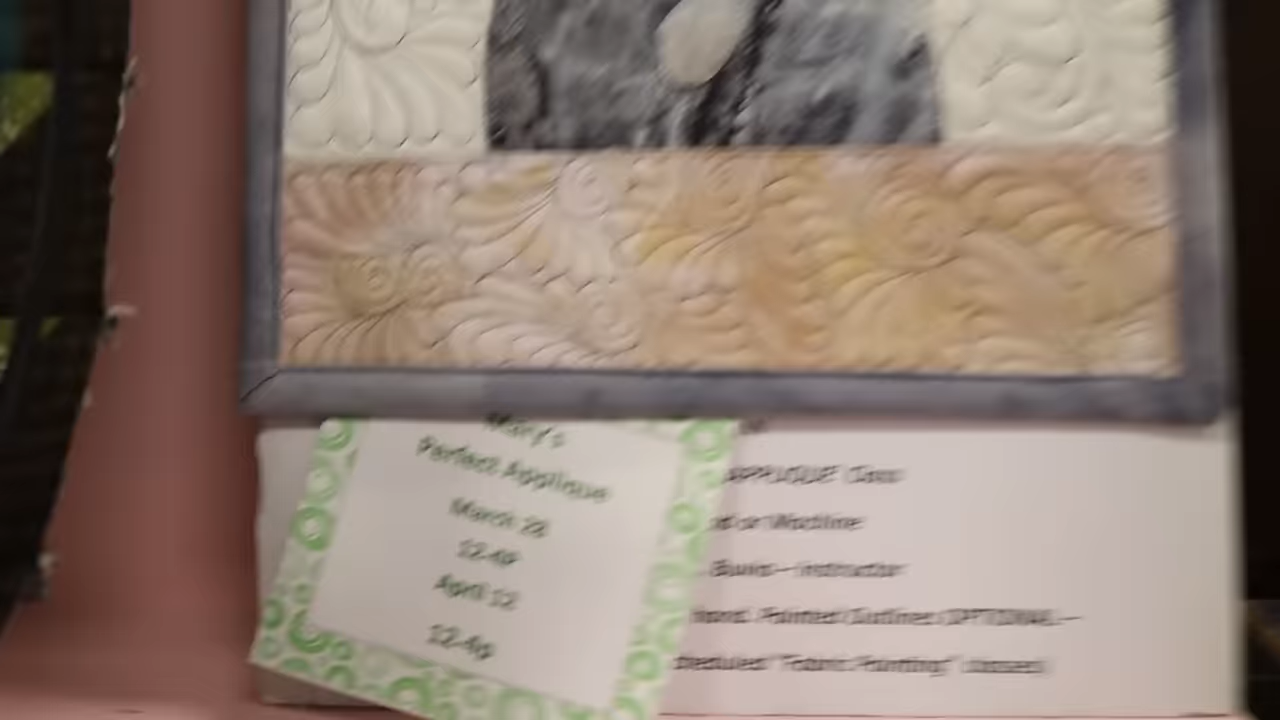 Mary's
Perfect Applique
March 28
12-4p
April 12
12-4p
APPLIQUE" Class
or Machine
Instructor
Painted Outlines OPTIONAL -
"Fabric Painting" classes